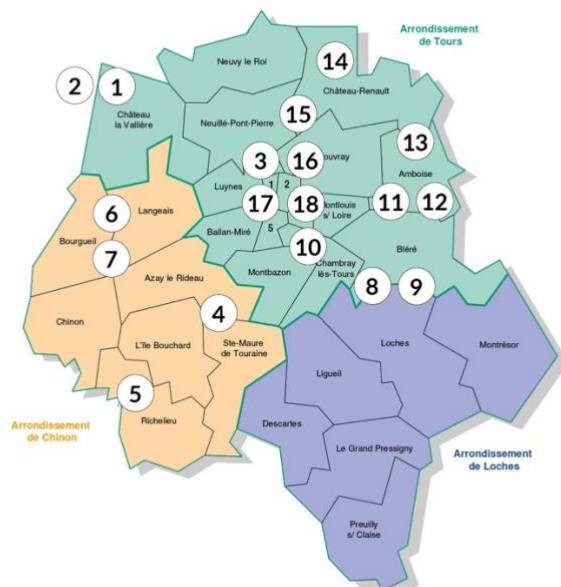 Arrondissement
de Tours
Neuvy le Roi
14
Château-Renault
2
1
Château
la Vallière
Neuillé-Pont-Pierre
15
13
3
16
ouvray
Amboise
Luynes
1
2
6
Langeais
17
18
ontlouis
s/ Loire
11
12
Bourgueil
Ballan-Miré
5
10
7
Azay le Rideau
Montbazon
Chambray
lès-Tours
Bléré
8
9
Chinon
4
L'île Bouchard
Ste-Maure
de Touraine
Loches
Montrésor
Ligueil
5
Richelieu
Descartes
Arrondissement
de Chinon
Le Grand Pressigny
Arrondissement
de Loches
Preuilly
s/ Claise